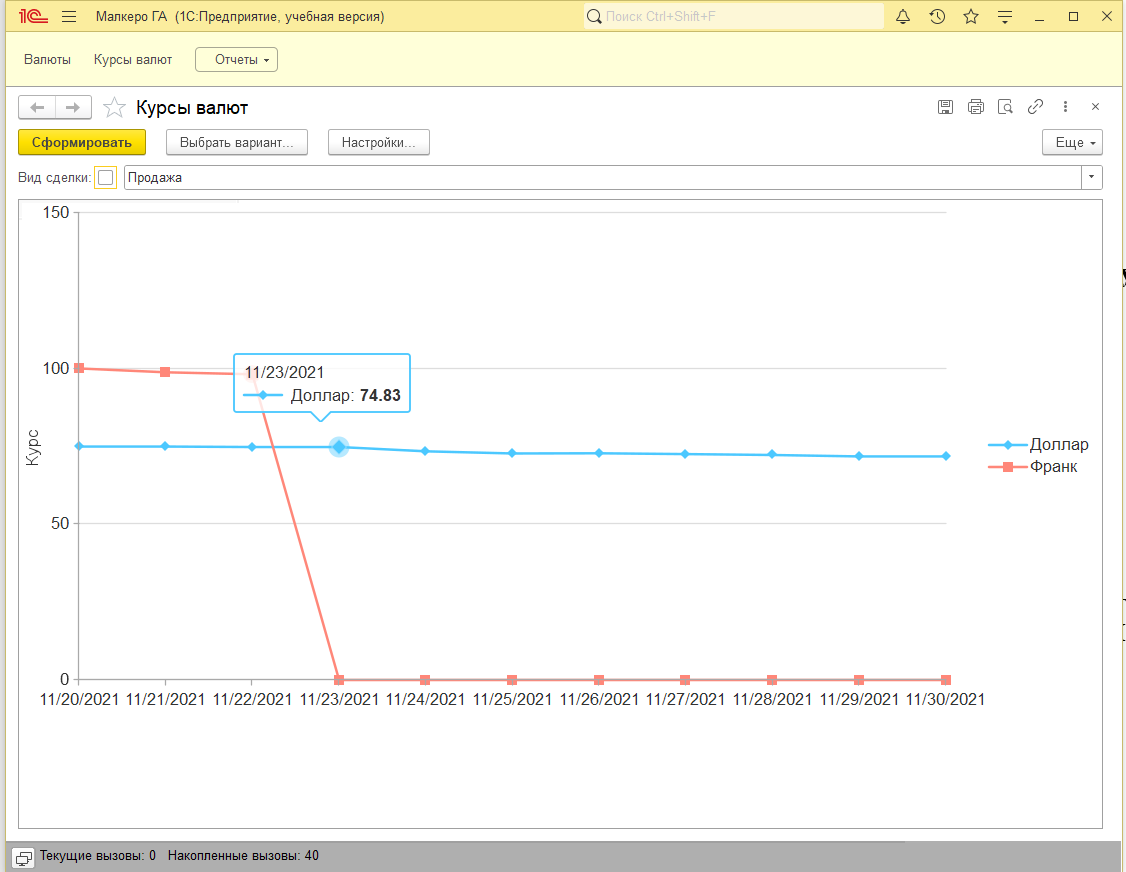 1С Малкеро ГА (1С:Предприятие, учебная версия) Поиск Ctrl+Shift+F
Валюты Курсы валют Отчеты
Курсы валют
Сформировать Выбрать вариант... Настройки... Еще
Вид сделки: Продажа
150
100
50
0
Курс
11/23/2021
Доллар: 74.83
Доллар
Франк
11/20/2021 11/21/2021 11/22/2021 11/23/2021 11/24/2021 11/25/2021 11/26/2021 11/27/2021 11/28/2021 11/29/2021 11/30/2021
Текущие вызовы: 0 Накопленные вызовы: 40